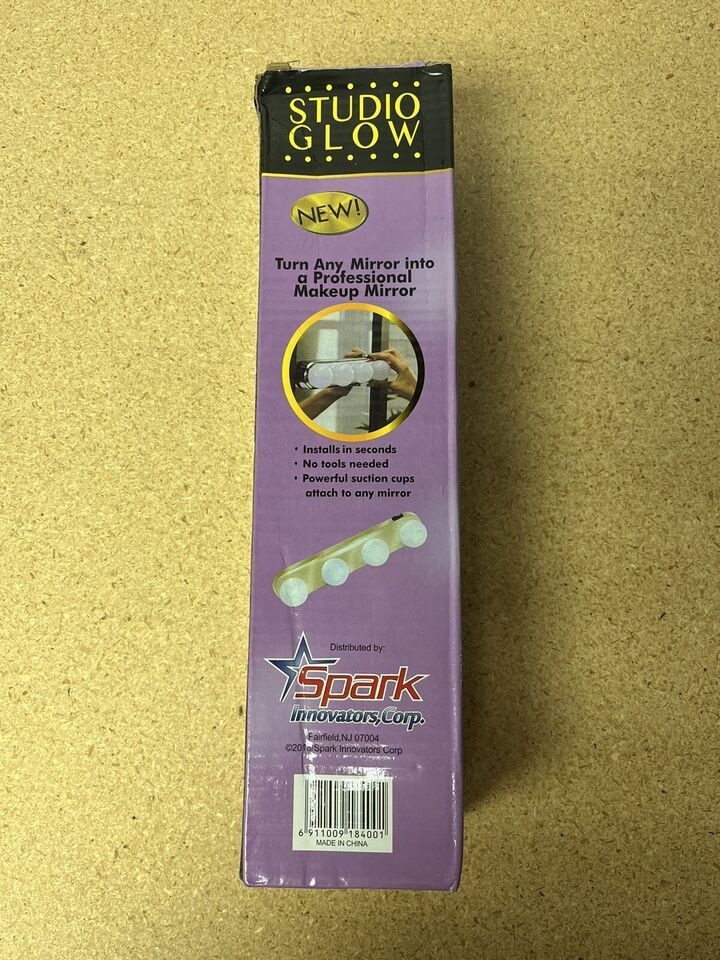 STUDIO
GLOW
NEW!
Turn Any Mirror into
a Professional
Makeup Mirror
• Installs in seconds
• No tools needed
• Powerful suction cups
attach to any mirror
Distributed by:
Spark
Innovators,Corp.
Fairfield,NJ 07004
Spark Innovators Corp
6 911009 184001
MADE IN CHINA